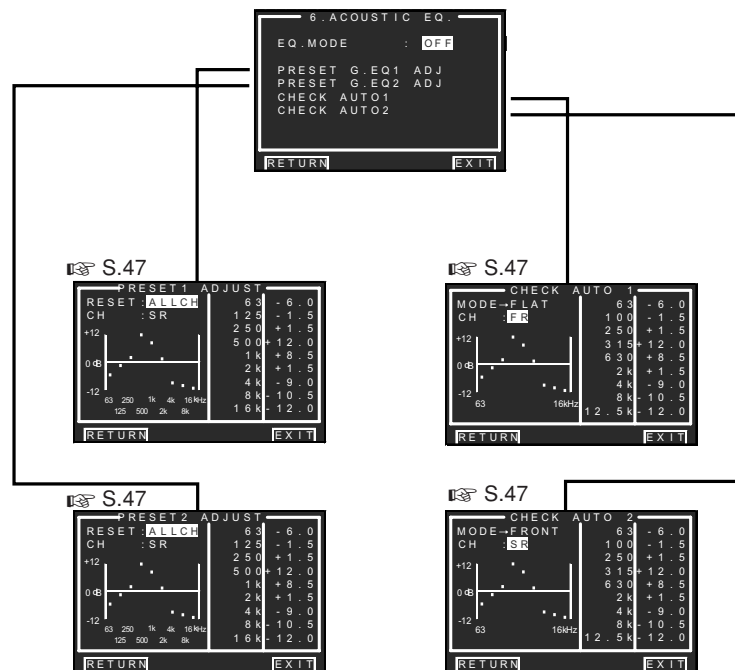 6.ACOUSTIC EQ.
EQ.MODE : OFF
PRESET G.EQ1 ADJ
PRESET G.EQ2 ADJ
CHECK AUTO1
CHECK AUTO2
RETURN EXIT
☞ S.47
PRESET1 ADJUST
RESET:ALLCH
CH :SR
+12
0dB
-12
63 250 1k 4k 16kHz
125 500 2k 8k
63 -6.0
125 -1.5
250 +1.5
500 +12.0
1k +8.5
2k +1.5
4k -9.0
8k -10.5
16k -12.0
RETURN EXIT
☞ S.47
CHECK AUTO 1
MODE→FLAT
CH :FR
+12
0dB
-12
63 16kHz
63 -6.0
100 -1.5
250 +1.5
315 +12.0
630 +8.5
2k +1.5
4k -9.0
8k -10.5
12.5k -12.0
RETURN EXIT
☞ S.47
PRESET2 ADJUST
RESET:ALLCH
CH :SR
+12
0dB
-12
63 250 1k 4k 16kHz
125 500 2k 8k
63 -6.0
125 -1.5
250 +1.5
500 +12.0
1k +8.5
2k +1.5
4k -9.0
8k -10.5
16k -12.0
RETURN EXIT
☞ S.47
CHECK AUTO 2
MODE→FRONT
CH :SR
+12
0dB
-12
63 16kHz
63 -6.0
100 -1.5
250 +1.5
315 +12.0
630 +8.5
2k +1.5
4k -9.0
8k -10.5
12.5k -12.0
RETURN EXIT